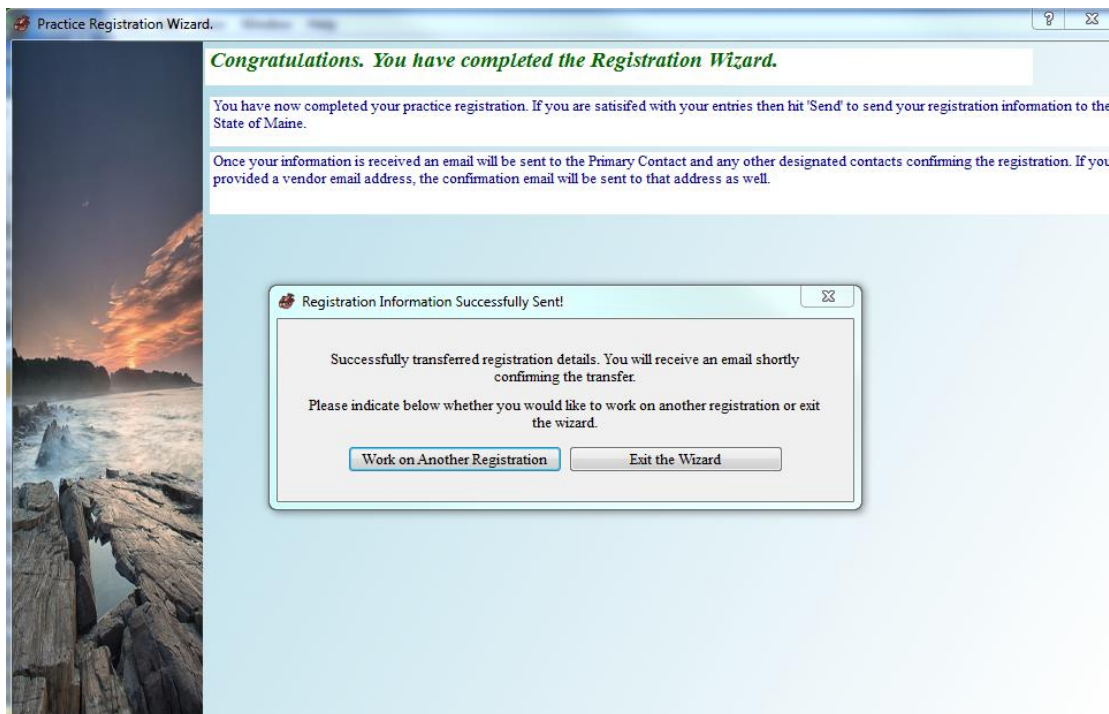 Practice Registration Wizard.
Window Help
Congratulations. You have completed the Registration Wizard.
You have now completed your practice registration. If you are satisifed with your entries then hit 'Send' to send your registration information to the
State of Maine.
Once your information is received an email will be sent to the Primary Contact and any other designated contacts confirming the registration. If you
provided a vendor email address, the confirmation email will be sent to that address as well.
Registration Information Successfully Sent!
Successfully transferred registration details. You will receive an email shortly
confirming the transfer.
Please indicate below whether you would like to work on another registration or exit
the wizard.
Work on Another Registration
Exit the Wizard